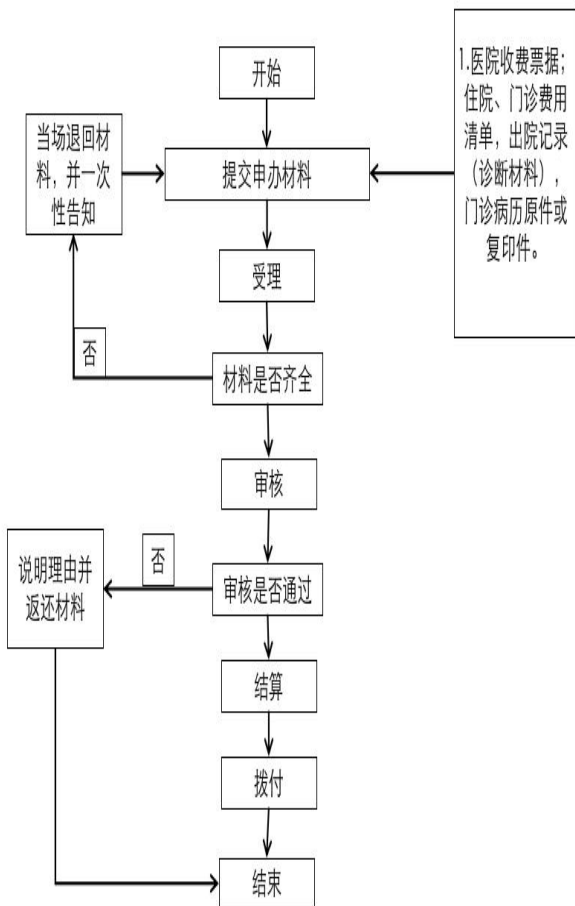 开始
1.医院收费票据；
住院、门诊费用
清单，出院记录
（诊断材料），
门诊病历原件或
复印件。
当场退回材
料，并一次
性告知
提交申办材料
受理
否
材料是否齐全
审核
否
说明理由并
返还材料
审核是否通过
结算
拨付
结束